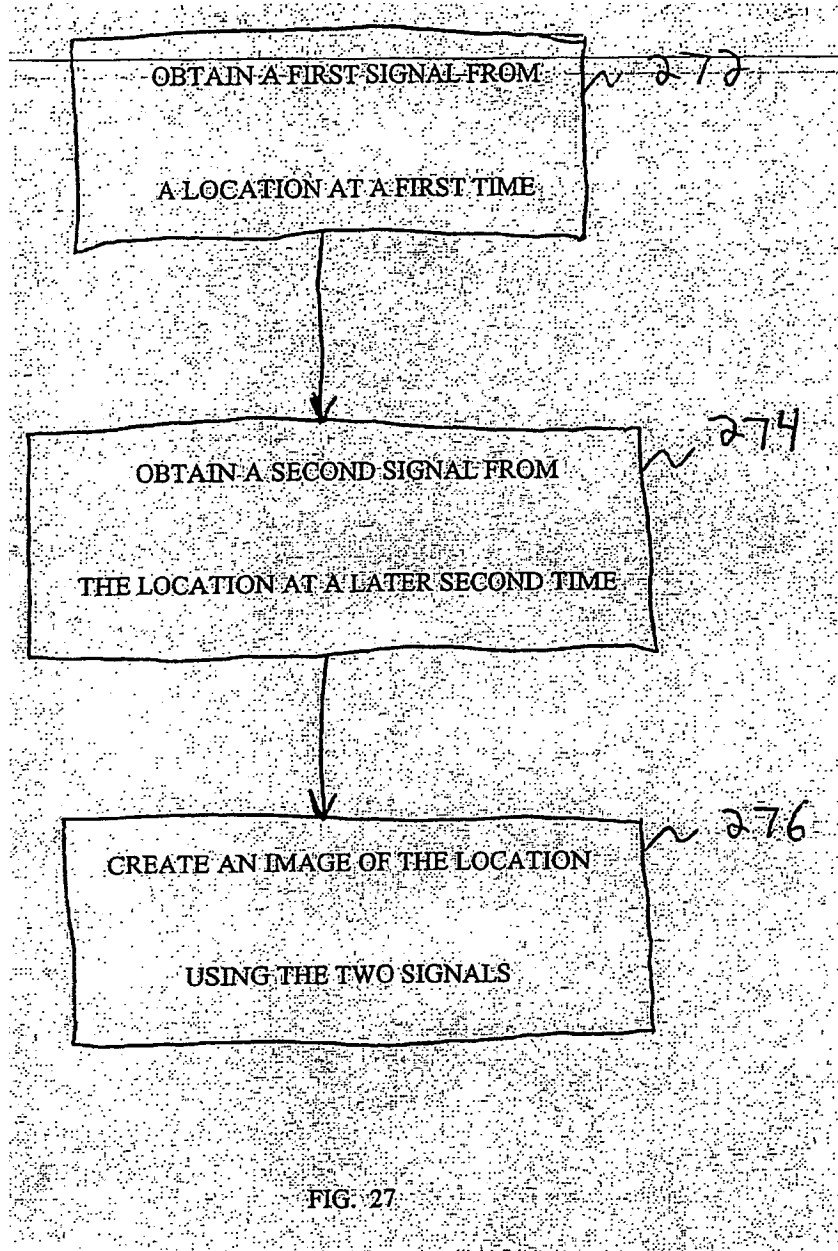 OBTAIN A FIRST SIGNAL FROM
272
A LOCATION AT A FIRST TIME
274
OBTAIN A SECOND SIGNAL FROM
THE LOCATION AT A LATER SECOND TIME
276
CREATE AN IMAGE OF THE LOCATION
USING THE TWO SIGNALS
FIG. 27